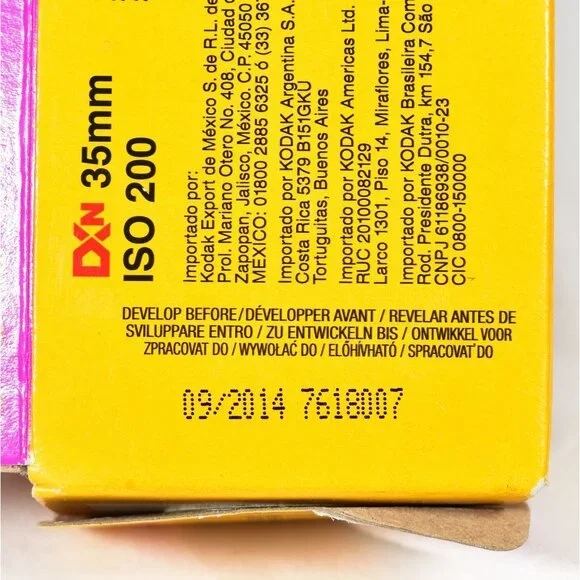 DXN 35mm
ISO 200
Importado por:
Kodak Export de México S. de R.L. de
Prol. Mariano Otero No. 408, Ciudad
Zapopan, Jalisco, México. C.P. 45050
MEXICO: 01800 2885 6325 ó (33) 367
Importado por KODAK Argentina S.A.
Costa Rica 5379 B151GKU
Tortuguitas, Buenos Aires
Importado por KODAK Americas Ltd.
RUC 20100082129
Larco 1301, Piso 14, Miraflores, Lima-
Importado por KODAK Brasileira Com
Rod. Presidente Dutra, km 154,7 São
CNPJ 61186938/0010-23
CIC 0800-150000
DEVELOP BEFORE/DÉVELOPPER AVANT / REVELAR ANTES DE
SVILUPPARE ENTRO / ZU ENTWICKELN BIS / ONTWIKKEL VOOR
ZPRACOVAT DO / WYWOŁAĆ DO / ELŐHÍVHATÓ / SPRACOVAT' DO
09/2014 7618007